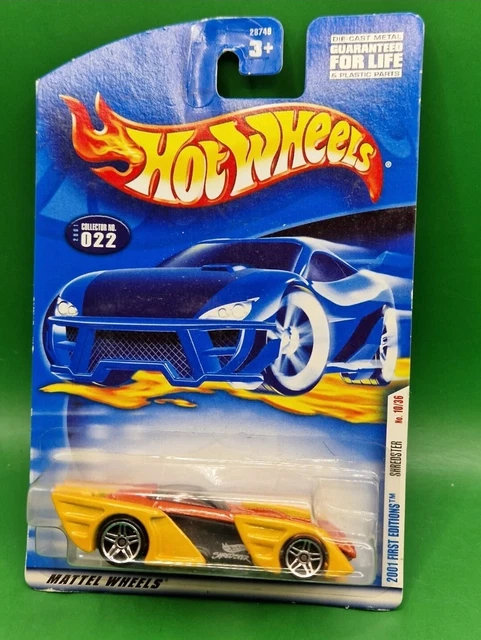 28740
3+
DIE-CAST METAL
GUARANTEED
FOR LIFE
& PLASTIC PARTS
HOT WHEELS®
2001
COLLECTOR NO.
022
2001 FIRST EDITIONS™
SHREDSTER
No. 10/36
MATTEL WHEELS